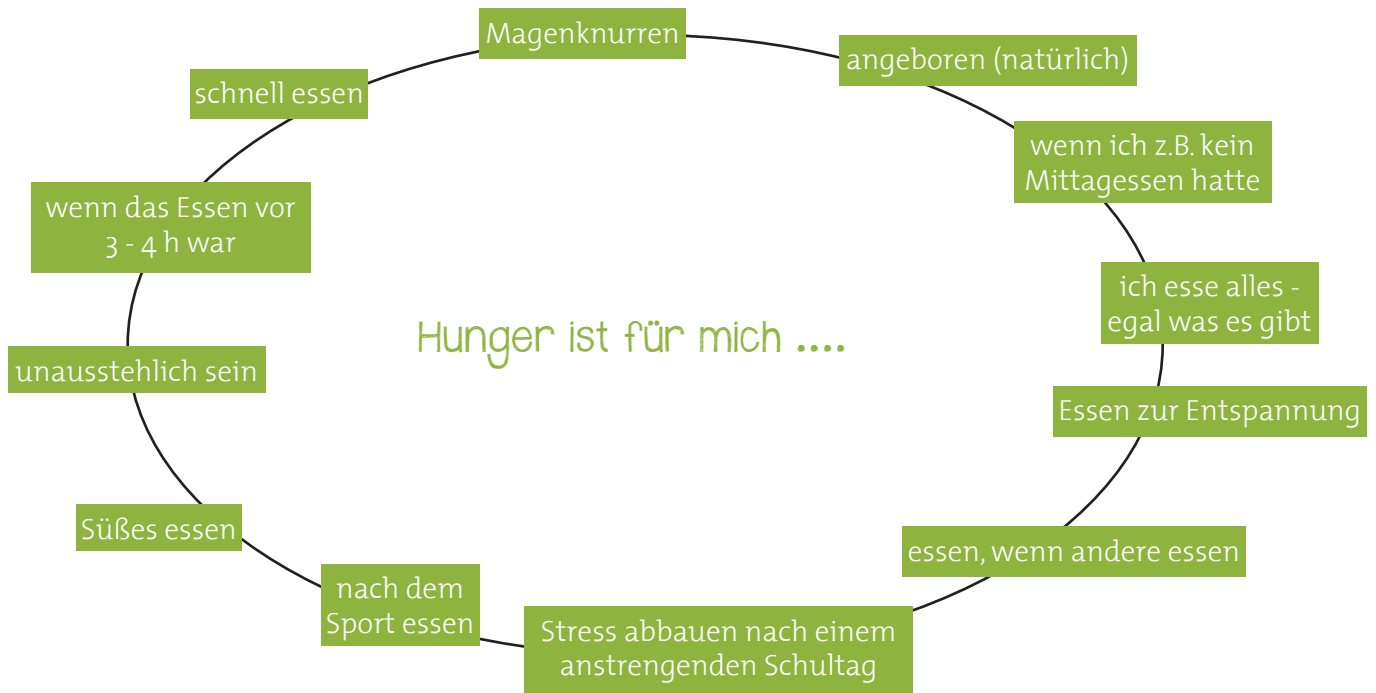 Magenknurren
angeboren (natürlich)
wenn ich z.B. kein
Mittagessen hatte
ich esse alles -
egal was es gibt
Essen zur Entspannung
essen, wenn andere essen
Stress abbauen nach einem
anstrengenden Schultag
nach dem
Sport essen
Süßes essen
unausstehlich sein
wenn das Essen vor
3 - 4 h war
schnell essen
Hunger ist für mich ....